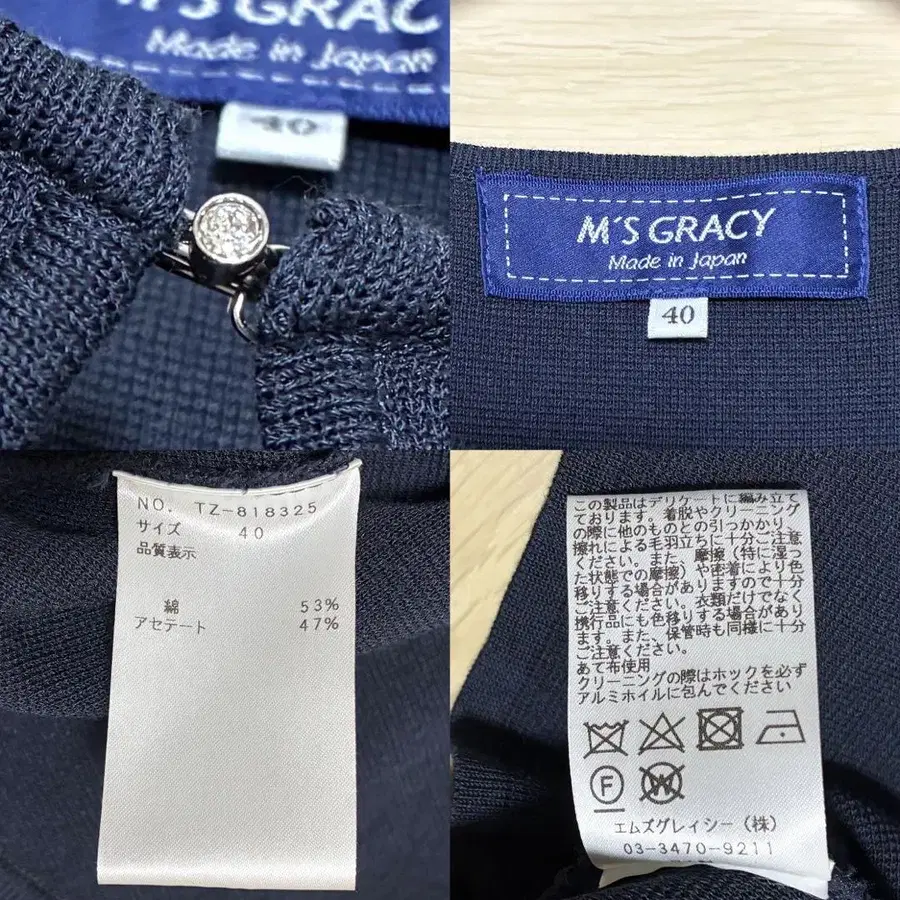 M'S GRACY
Made in Japan
40
M'S GRACY
Made in Japan
40
NO. TZ-818325
サイズ 40
品質表示
綿 53%
アセテート 47%
この製品はデリケートに編み立て
ております。着脱やクリーニング
の際に他のものとの引っかかり、
擦れによる毛羽立ちに十分ご注意
ください。また、摩擦（特に湿っ
た状態での摩擦）や密着により色
移りする場合がありますので十分
ご注意ください。衣類だけでなく
携行品にも色移りする場合があり
ます。また、保管時も同様に十分
ご注意ください。
あて布使用
クリーニングの際はホックを必ず
アルミホイルに包んでください
F
W
エムズグレイシー（株）
03-3470-9211